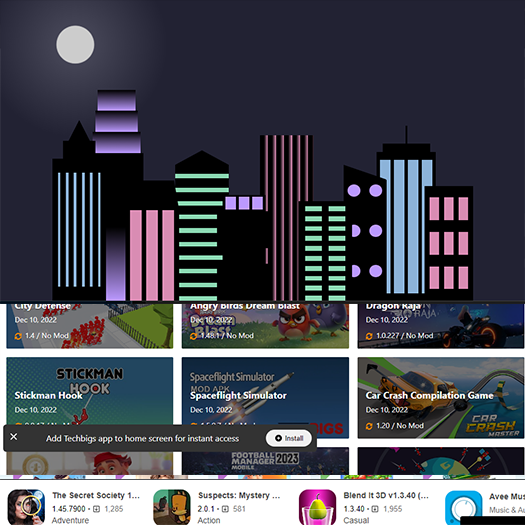 City Defense
Dec 10, 2022
1.4 / No Mod
Angry Birds Dream Blast
Dec 10, 2022
1.48.1 / No Mod
Blast
Dragon Raja
Dec 10, 2022
1.0.227 / No Mod
RAJA
STICKMAN
HOOK
Stickman Hook
Dec 10, 2022
Spaceflight Simulator
MOD APK
Spaceflight Simulator
Dec 10, 2022
Car Crash Compilation Game
Dec 10, 2022
1.20 / No Mod
CAR
CRASH
MASTER
Add Techbigs app to home screen for instant access
Install
FOOTBALL
MANAGER 2023
MOBILE
The Secret Society 1...
1.45.7900 · 1,285
Adventure
Suspects: Mystery ...
2.0.1 · 581
Action
Blend It 3D v1.3.40 (...
1.3.40 · 1,955
Casual
Avee Mus
Music & A